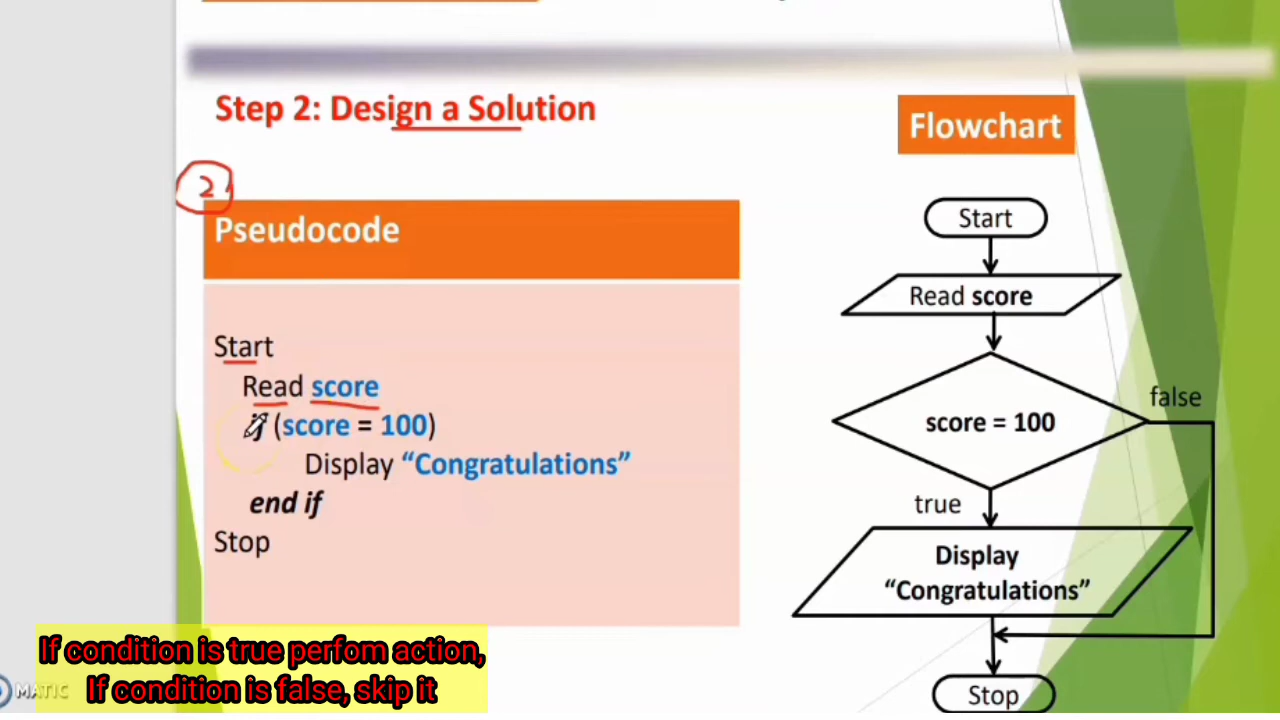 Step 2: Design a Solution
Flowchart
2
Pseudocode
Start
Read score
if (score = 100)
Display “Congratulations”
end if
Stop
Start
Read score
score = 100
false
true
Display
“Congratulations”
Stop
If condition is true perfom action,
If condition is false, skip it
MATIC